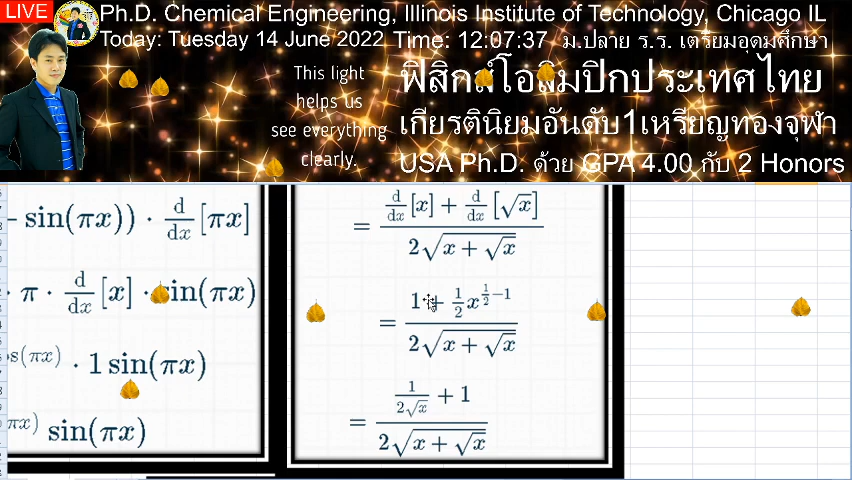 LIVE
Ph.D. Chemical Engineering, Illinois Institute of Technology, Chicago IL
Today: Tuesday 14 June 2022 Time: 12:07:37 ม.ปลาย ร.ร. เตรียมอุดมศึกษา
This light
helps us
see everything
clearly.
ฟิสิกส์โอลิมปิกประเทศไทย
เกียรตินิยมอันดับ1เหรียญทองจุฬา
USA Ph.D. ด้วย GPA 4.00 กับ 2 Honors
− sin(πx)) · d/dx [πx]
· π · d/dx [x] · sin(πx)
os(πx) · 1 sin(πx)
πx) sin(πx)
= (d/dx [x] + d/dx [√x]) / (2√(x + √x))
= (1 + 1/2 x^(1/2 − 1)) / (2√(x + √x))
= (1/(2√x) + 1) / (2√(x + √x))